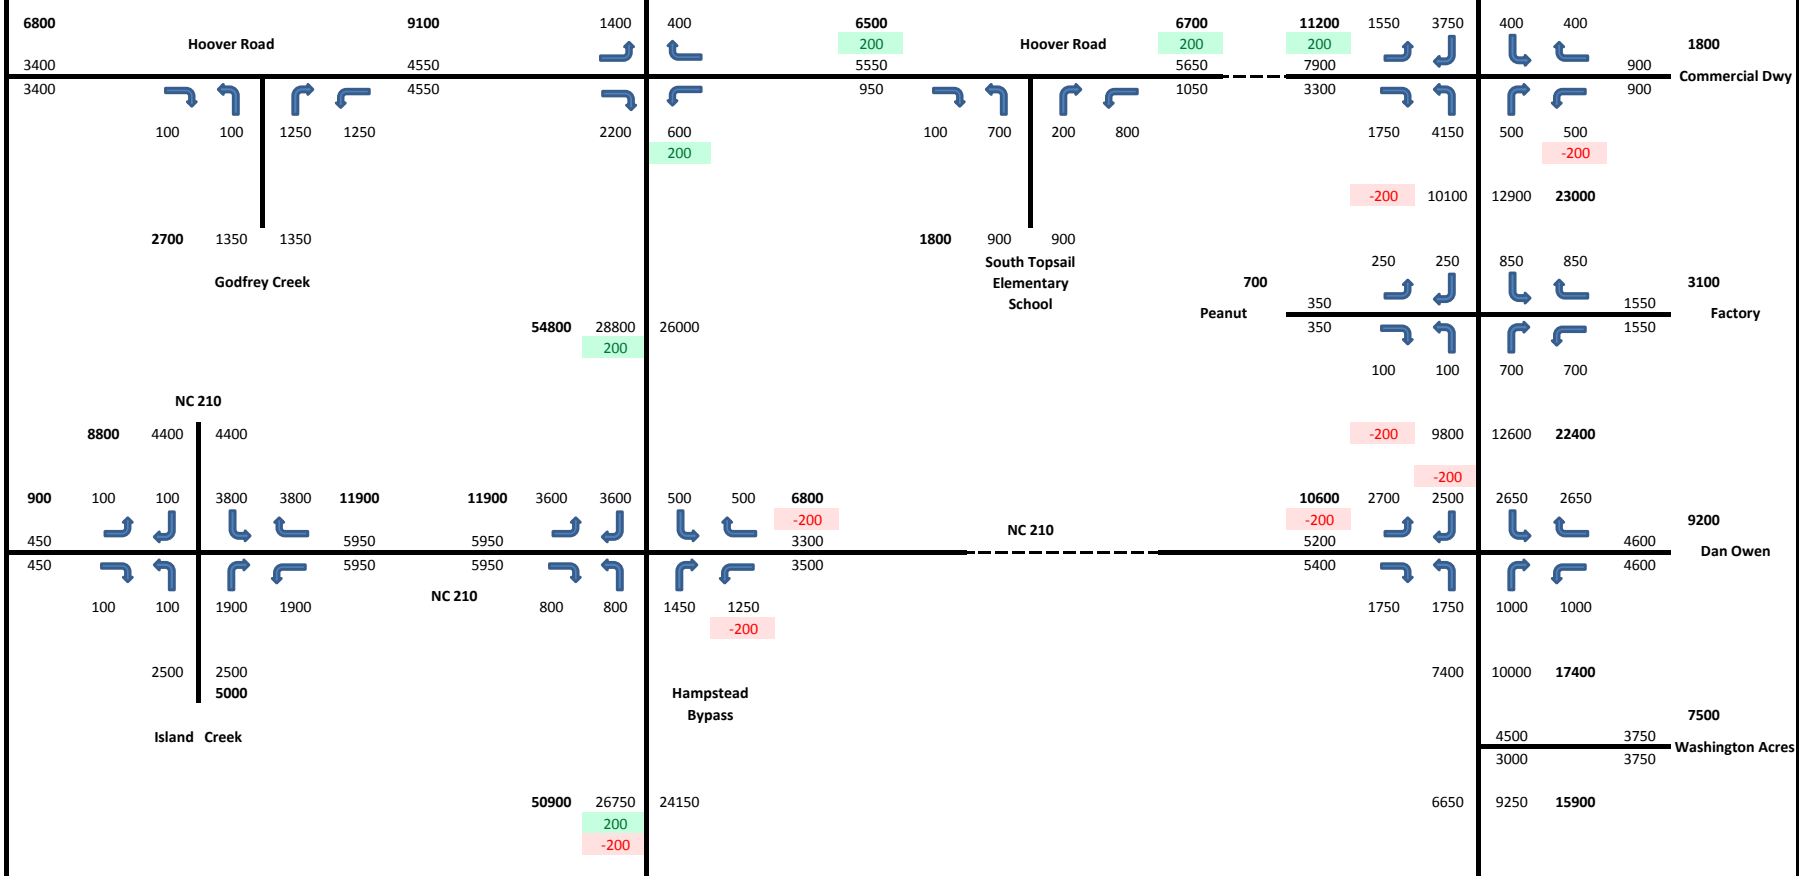 6800 9100 1400 400 6500 6700 11200 1550 3750 400 400
Hoover Road 200 Hoover Road 200 200 1800
3400 4550 5550 5650 7900 900
3400 4550 950 1050 3300 900 Commercial Dwy
100 100 1250 1250 2200 600 100 700 200 800 1750 4150 500 500
200 -200
-200 10100 12900 23000
2700 1350 1350 1800 900 900
South Topsail 250 250 850 850
Godfrey Creek Elementary 700 3100
School 350 1550
Peanut Factory
54800 28800 26000 350 1550
200
100 100 700 700
NC 210
8800 4400 4400 -200 9800 12600 22400
-200
900 100 100 3800 3800 11900 11900 3600 3600 500 500 6800 10600 2700 2500 2650 2650
-200 NC 210 -200 9200
450 5950 5950 3300 5200 4600
Dan Owen
450 5950 5950 3500 5400 4600
NC 210
100 100 1900 1900 800 800 1450 1250 1750 1750 1000 1000
-200
2500 2500 7400 10000 17400
5000 Hampstead
Bypass 7500
Island Creek 4500 3750
Washington Acres
3000 3750
50900 26750 24150 6650 9250 15900
200
-200